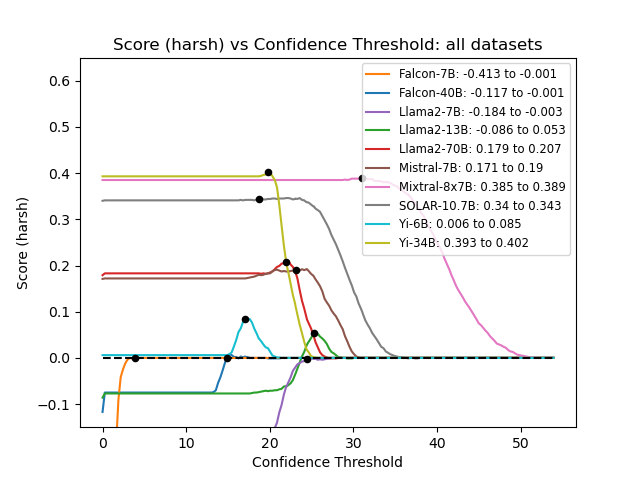 Score (harsh) vs Confidence Threshold: all datasets
Falcon-7B: -0.413 to -0.001
Falcon-40B: -0.117 to -0.001
Llama2-7B: -0.184 to -0.003
Llama2-13B: -0.086 to 0.053
Llama2-70B: 0.179 to 0.207
Mistral-7B: 0.171 to 0.19
Mixtral-8x7B: 0.385 to 0.389
SOLAR-10.7B: 0.34 to 0.343
Yi-6B: 0.006 to 0.085
Yi-34B: 0.393 to 0.402
Score (harsh)
0.6
0.5
0.4
0.3
0.2
0.1
0.0
−0.1
0 10 20 30 40 50
Confidence Threshold